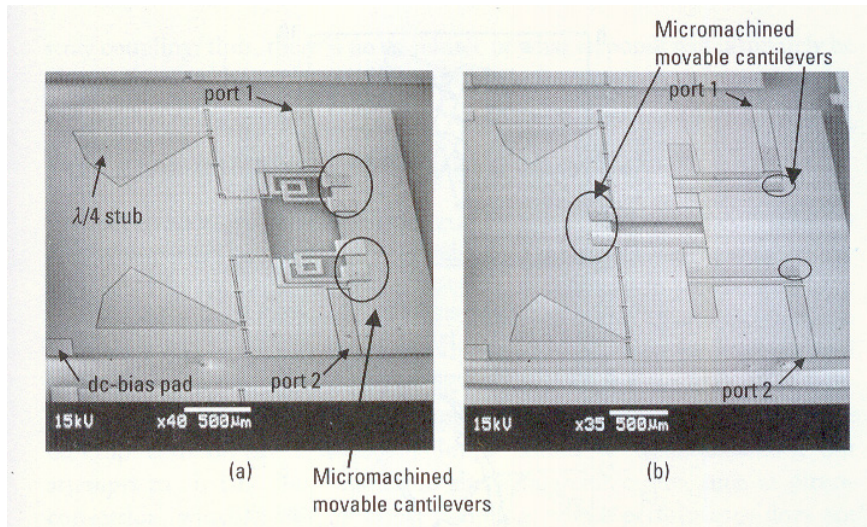 Micromachined
movable cantilevers
port 1
λ/4 stub
dc-bias pad
port 2
15kV
x40 500μm
(a)
Micromachined
movable cantilevers
port 1
port 2
15kV
x35 500μm
(b)